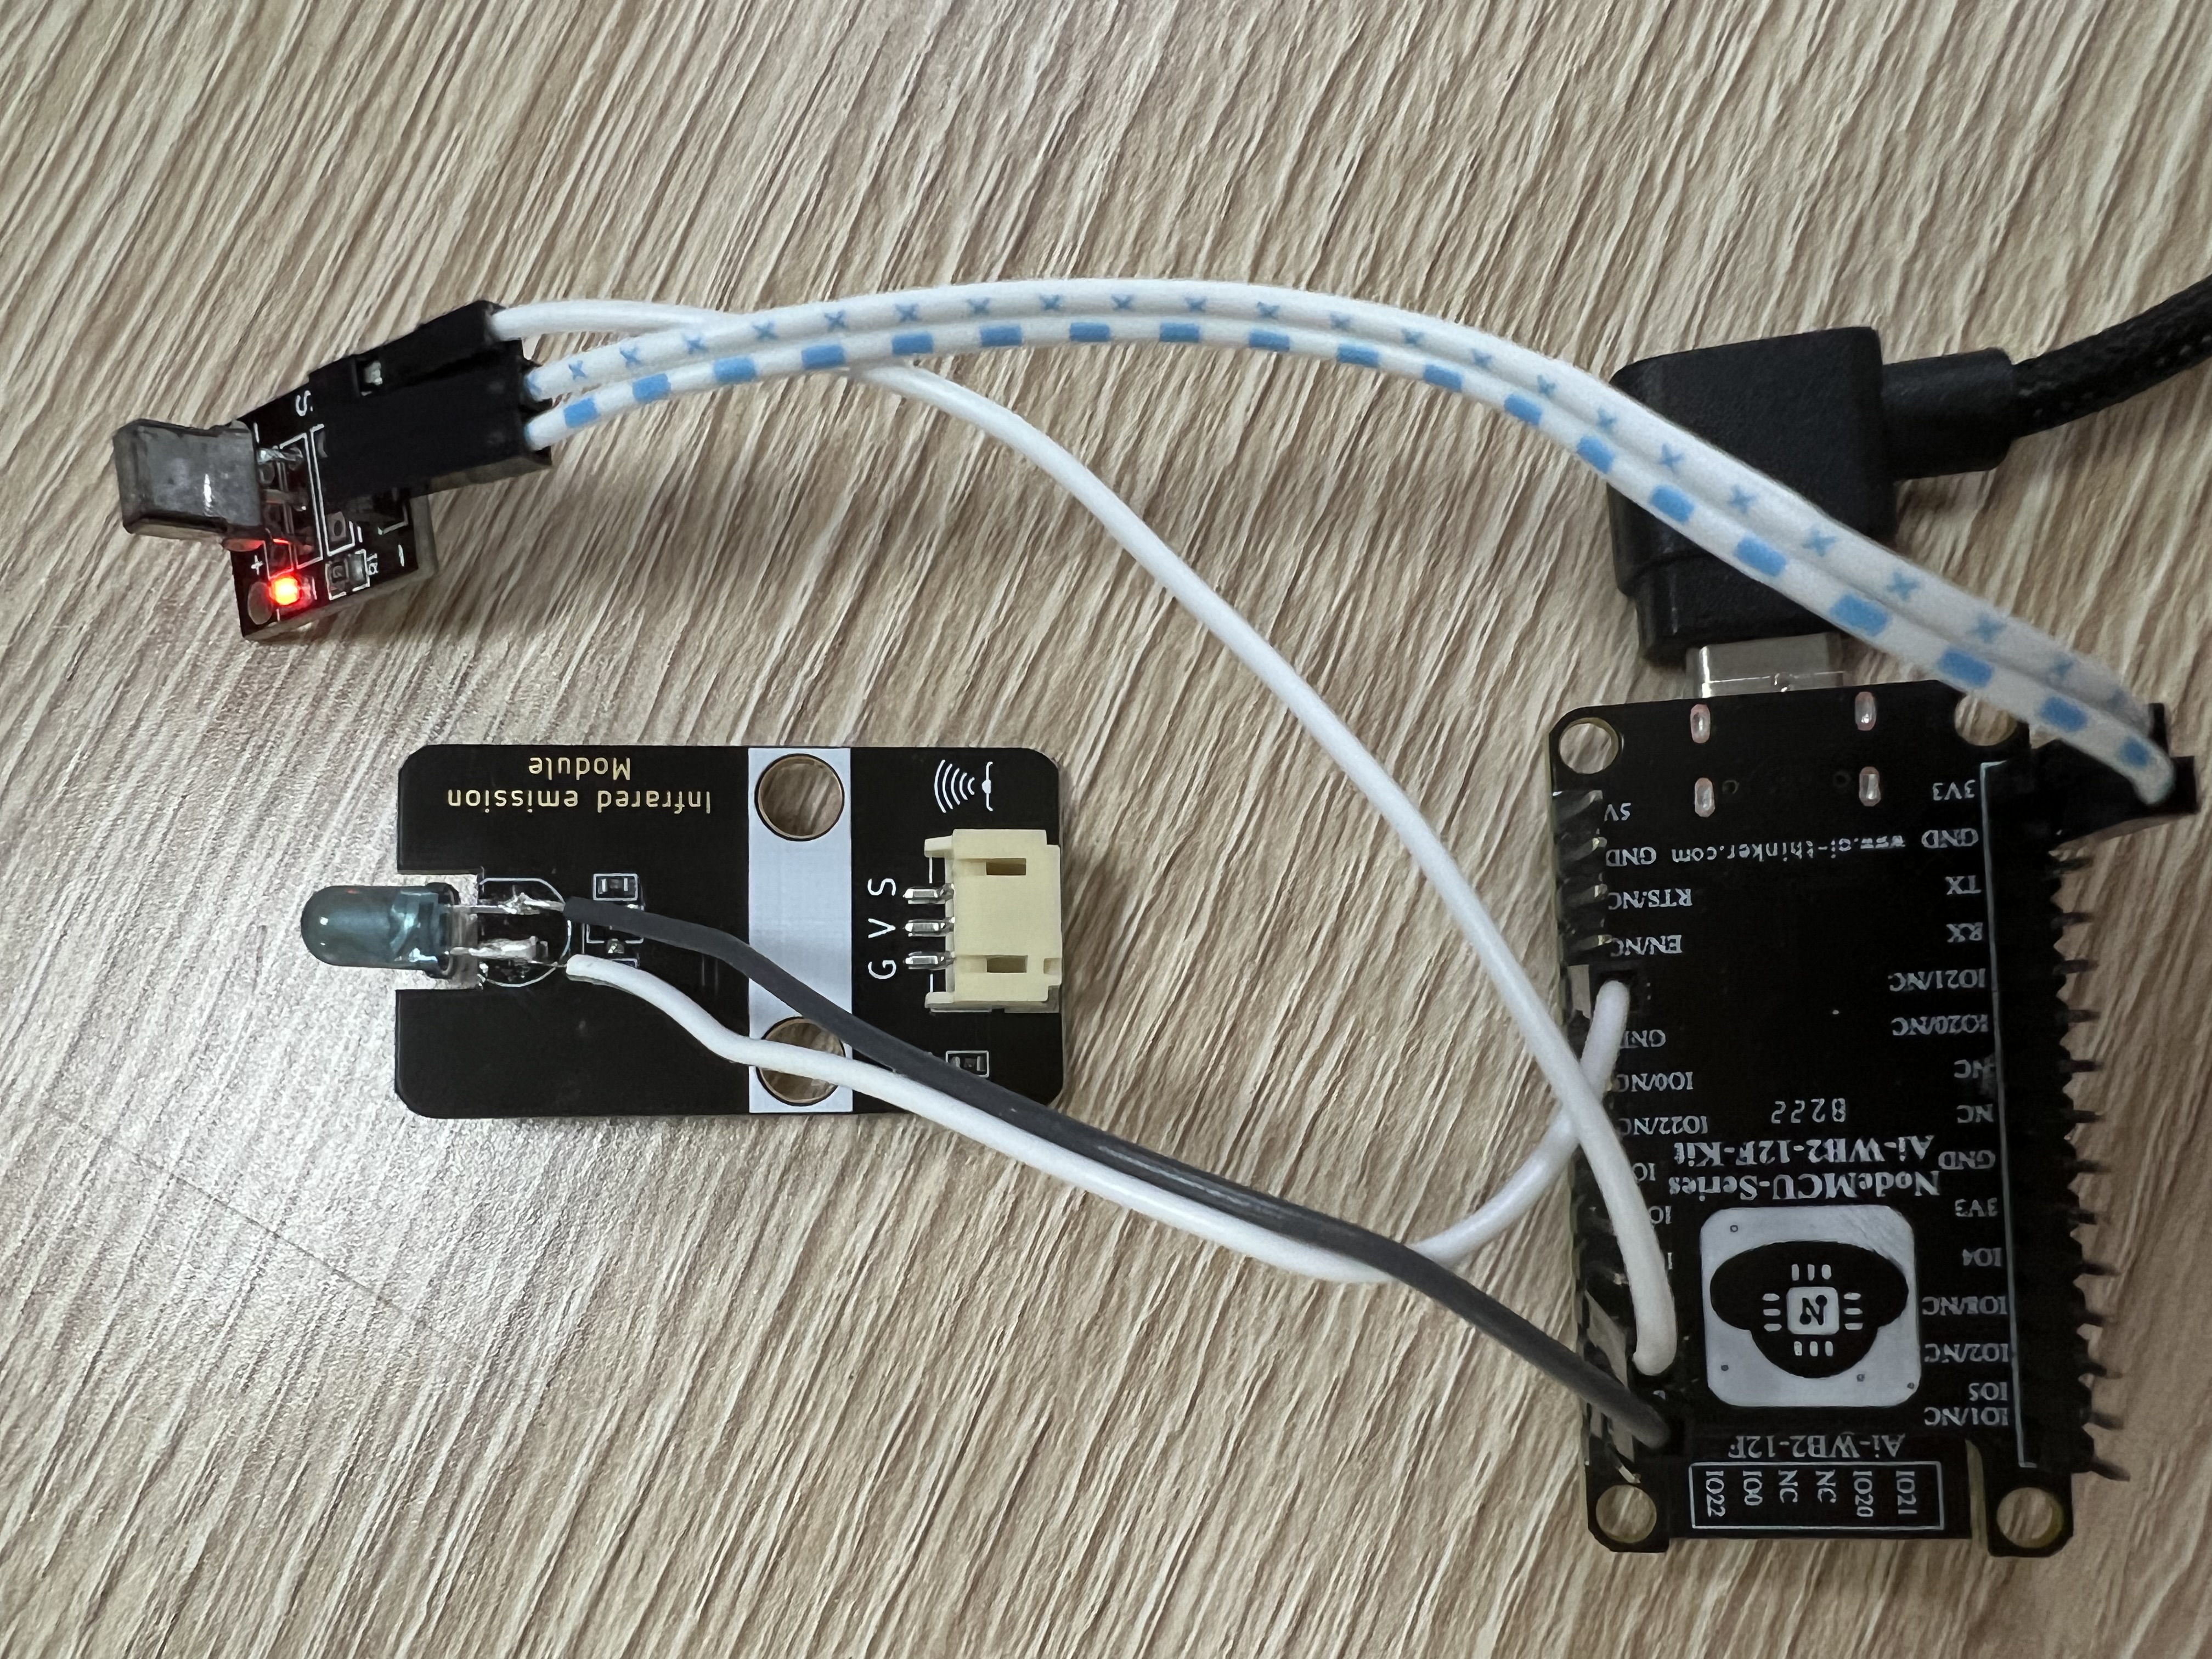 +
-
S
R1
-
Infrared emission
Module
G V S
IO22/NC
IO0/NC
GND
EN/NC
RTS/NC
GND
5V
IO22
IO0
NC
NC
IO20
IO21
Ai-WB2-12F
N
NodeMCU-Series
Ai-WB2-12F-Kit
8222
www.ai-thinker.com
IO1/NC
IO5
IO2/NC
IO4
3V3
GND
NC
NC
IO20/NC
IO21/NC
RX
TX
GND
3V3